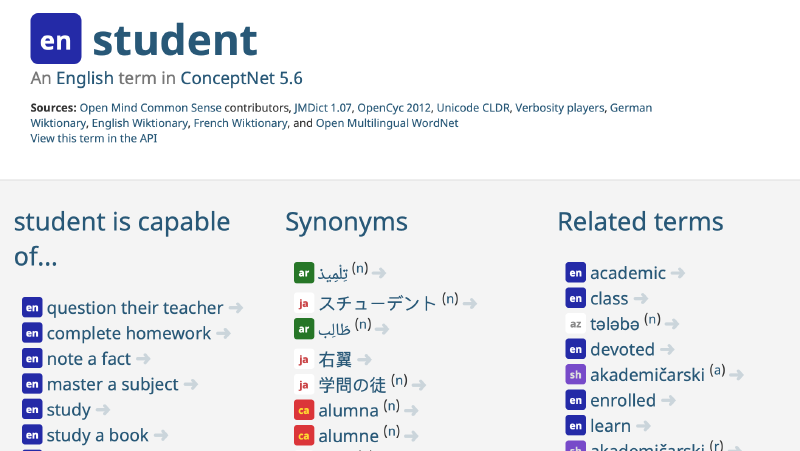 en student
An English term in ConceptNet 5.6
Sources: Open Mind Common Sense contributors, JMDict 1.07, OpenCyc 2012, Unicode CLDR, Verbosity players, German
Wiktionary, English Wiktionary, French Wiktionary, and Open Multilingual WordNet
View this term in the API
student is capable
of...
en question their teacher ➜
en complete homework ➜
en note a fact ➜
en master a subject ➜
en study ➜
en study a book ➜
Synonyms
ar تِلْمِيذ (n) ➜
ja スチューデント (n) ➜
ar طَالِب (n) ➜
ja 右翼 ➜
ja 学問の徒 (n) ➜
ca alumna (n) ➜
ca alumne (n) ➜
Related terms
en academic ➜
en class ➜
az tələbə (n) ➜
en devoted ➜
sh akademičarski (a) ➜
en enrolled ➜
en learn ➜
sh akademičarski (r) ➜